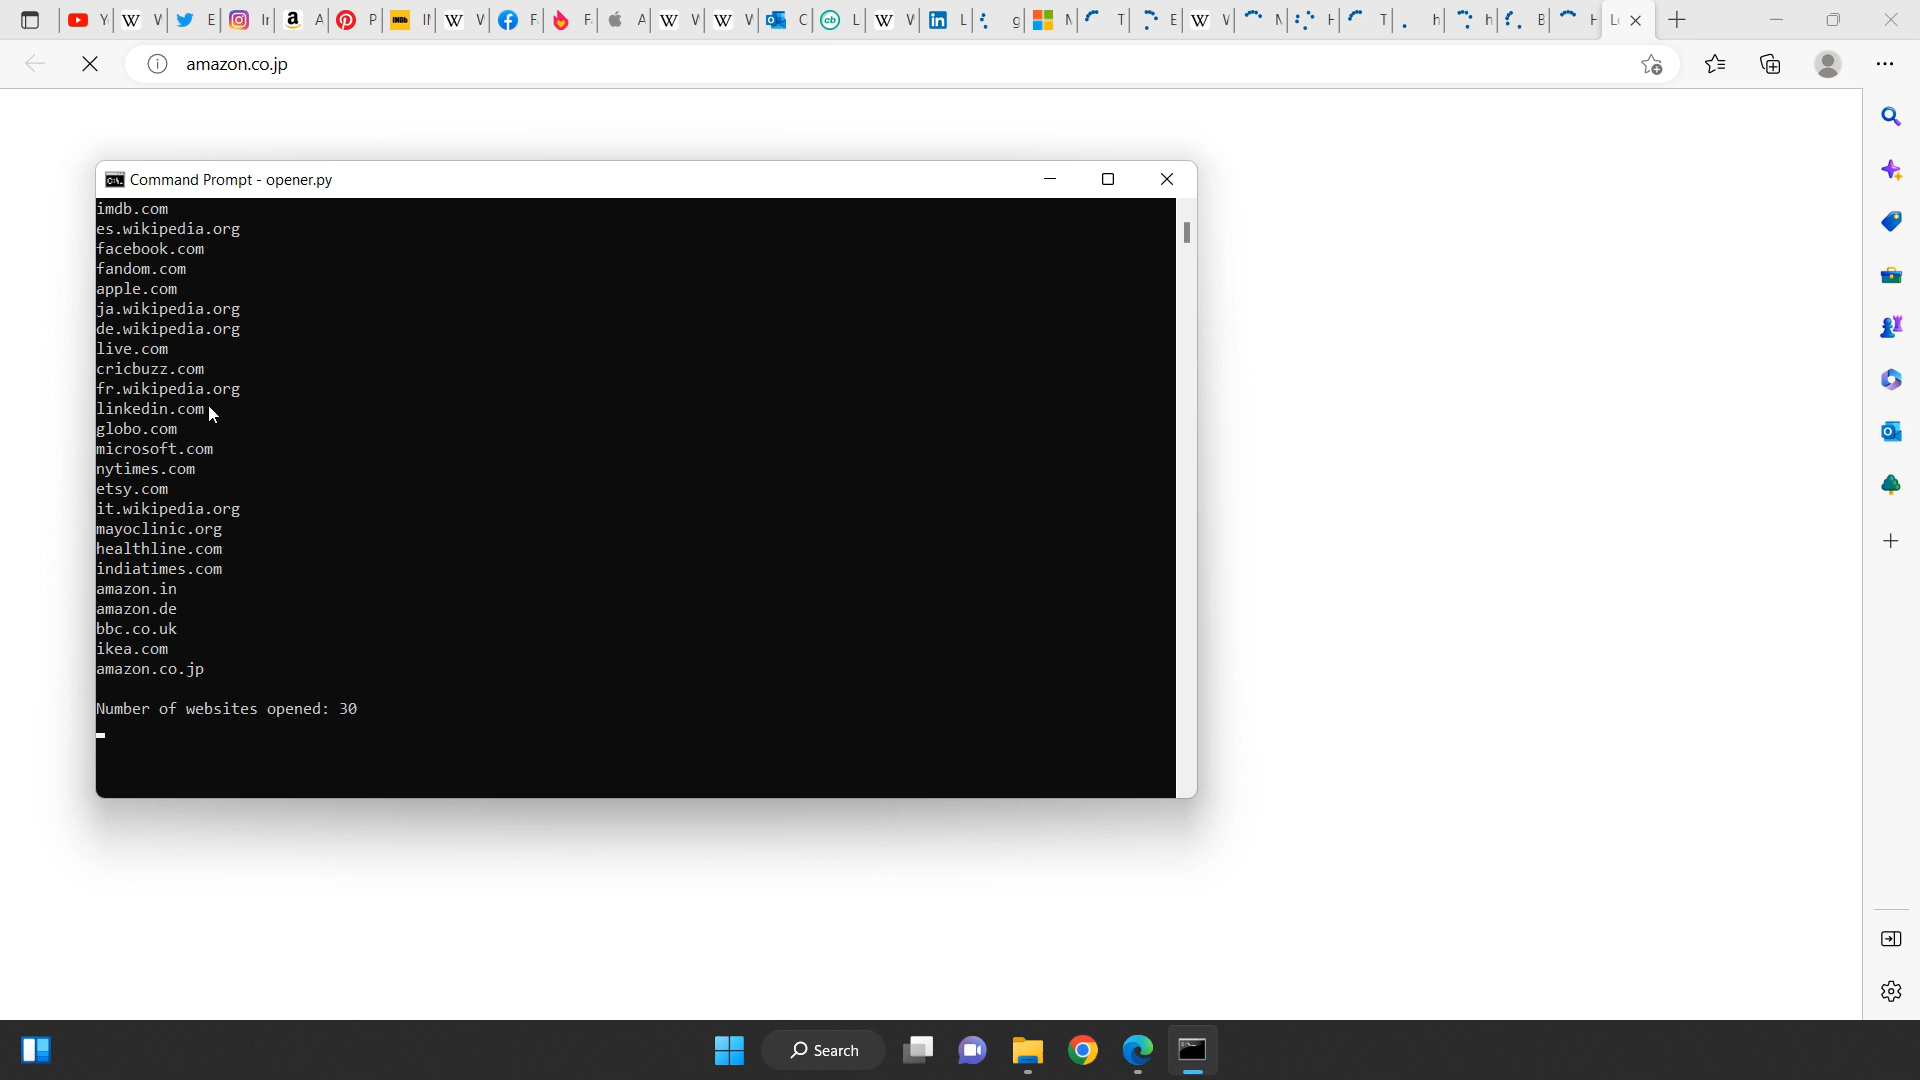 amazon.co.jp
Command Prompt - opener.py
imdb.com
es.wikipedia.org
facebook.com
fandom.com
apple.com
ja.wikipedia.org
de.wikipedia.org
live.com
cricbuzz.com
fr.wikipedia.org
linkedin.com
globo.com
microsoft.com
nytimes.com
etsy.com
it.wikipedia.org
mayoclinic.org
healthline.com
indiatimes.com
amazon.in
amazon.de
bbc.co.uk
ikea.com
amazon.co.jp
Number of websites opened: 30
Search